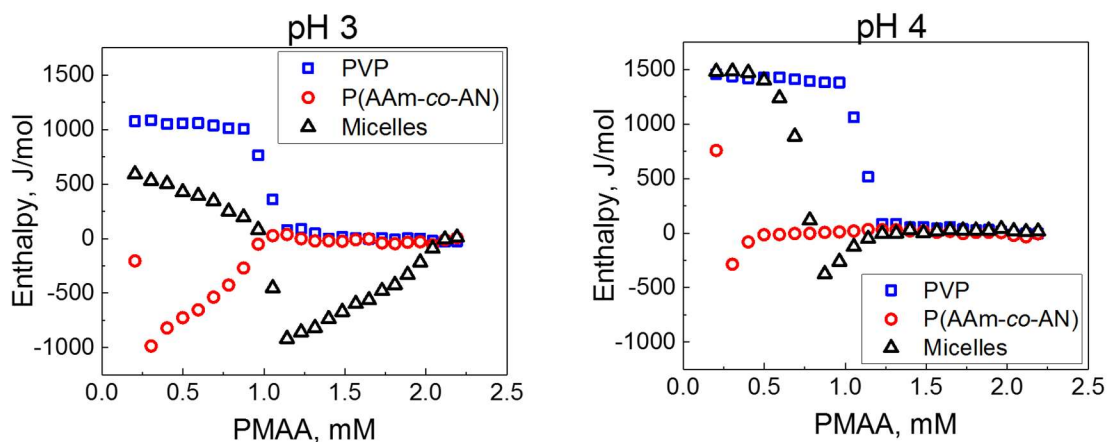 pH 3
PVP
P(AAm-co-AN)
Micelles
Enthalpy, J/mol
1500
1000
500
0
-500
-1000
0.0 0.5 1.0 1.5 2.0 2.5
PMAA, mM
pH 4
Enthalpy, J/mol
1500
1000
500
0
-500
-1000
PVP
P(AAm-co-AN)
Micelles
0.0 0.5 1.0 1.5 2.0 2.5
PMAA, mM